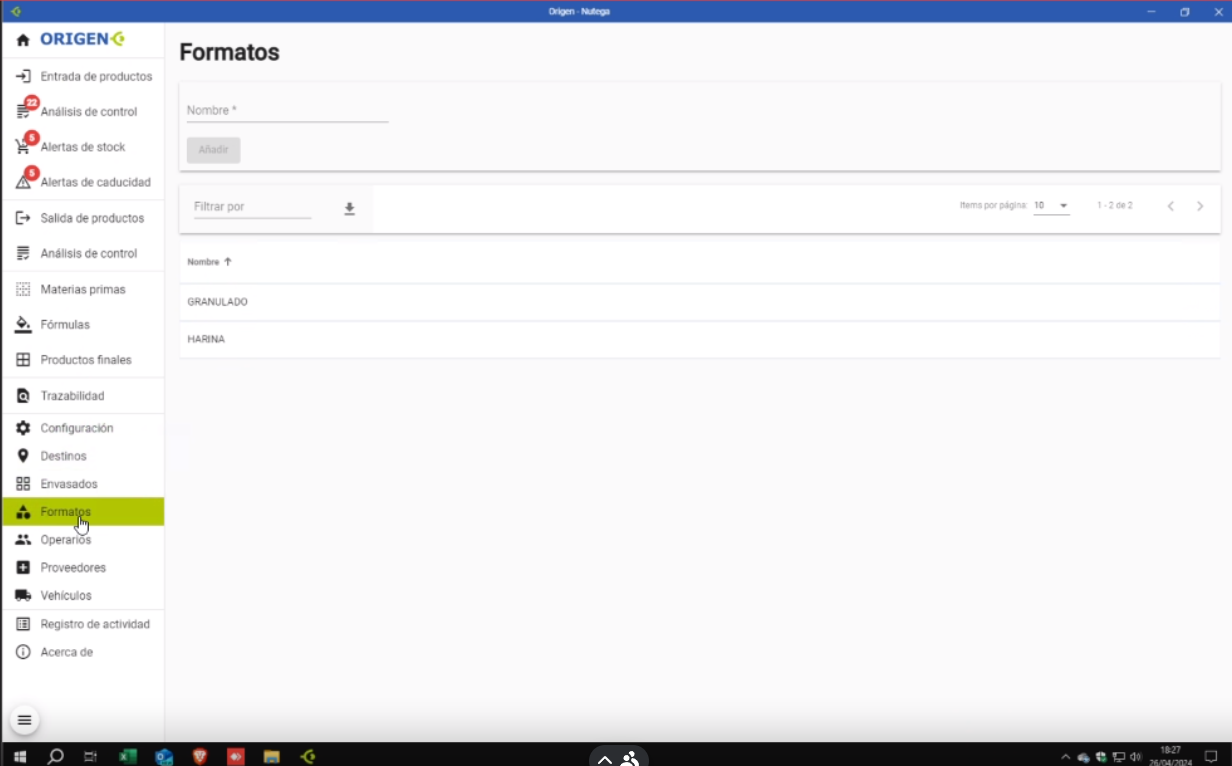 Origen - Nutega
ORIGEN
Formatos
Entrada de productos
Nombre *
22
Análisis de control
5
Alertas de stock
Añadir
5
Alertas de caducidad
Filtrar por
Items por página: 10
1 - 2 de 2
Salida de productos
Análisis de control
Nombre
Materias primas
GRANULADO
Fórmulas
HARINA
Productos finales
Trazabilidad
Configuración
Destinos
Envasados
Formatos
Operarios
Proveedores
Vehículos
Registro de actividad
Acerca de
18:27
26/04/2024